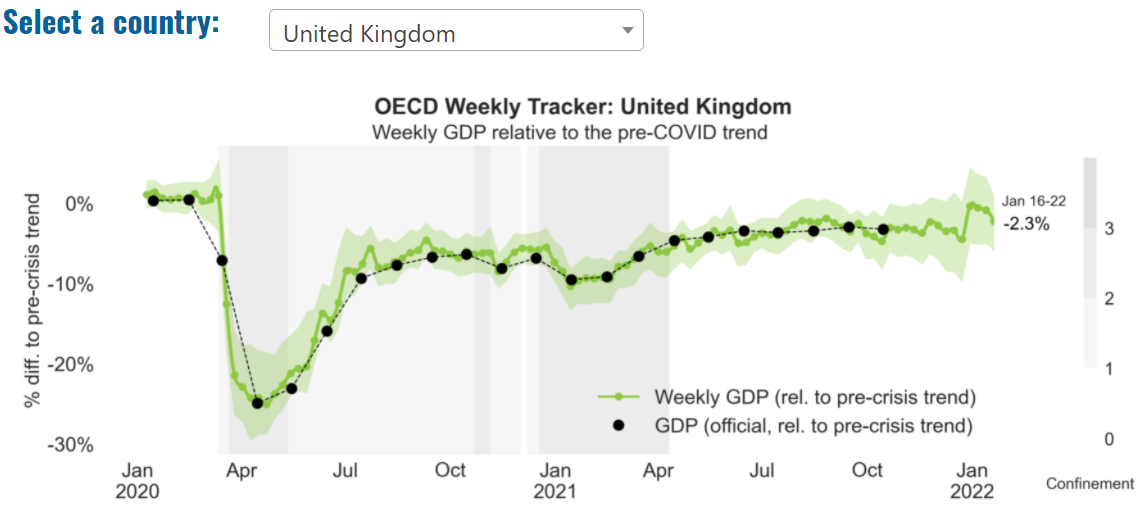 Select a country:
United Kingdom
OECD Weekly Tracker: United Kingdom
Weekly GDP relative to the pre-COVID trend
% diff. to pre-crisis trend
0%
-10%
-20%
-30%
Jan 16-22
-2.3%
Weekly GDP (rel. to pre-crisis trend)
GDP (official, rel. to pre-crisis trend)
3
2
1
0
Confinement
Jan Apr Jul Oct Jan Apr Jul Oct Jan
2020 2021 2022